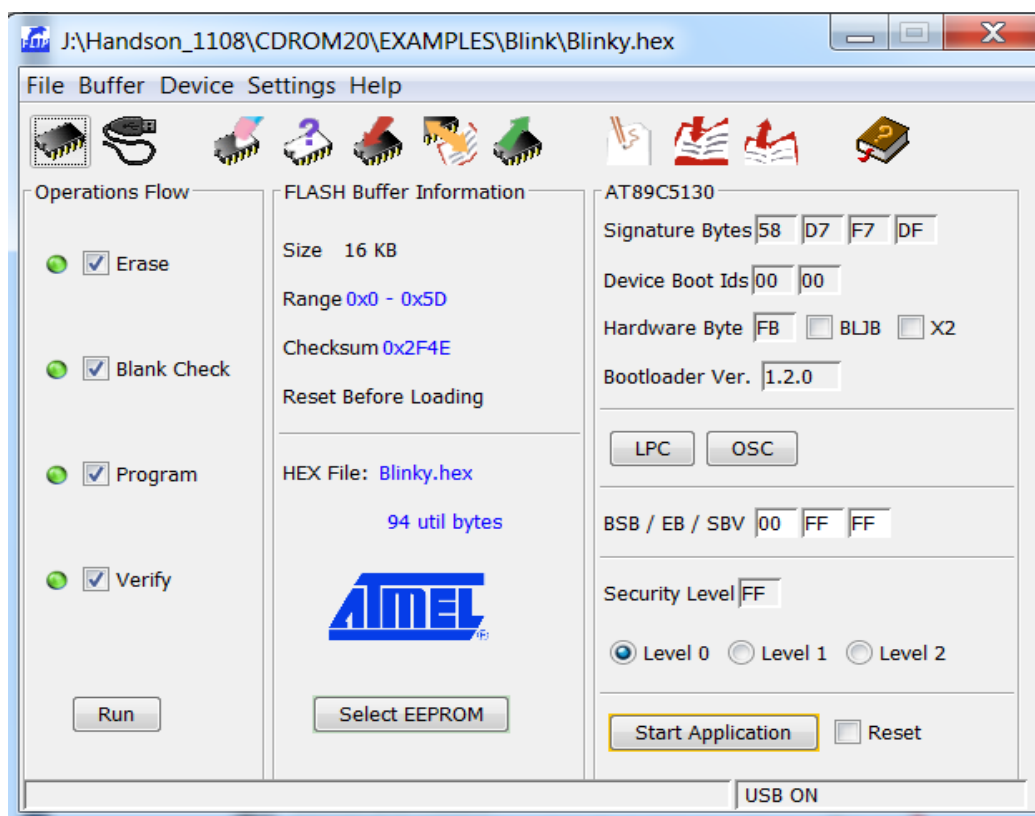 J:\Handson_1108\CDROM20\EXAMPLES\Blink\Blinky.hex
File Buffer Device Settings Help
Operations Flow
Erase
Blank Check
Program
Verify
Run
FLASH Buffer Information
Size 16 KB
Range 0x0 - 0x5D
Checksum 0x2F4E
Reset Before Loading
HEX File: Blinky.hex
94 util bytes
ATMEL
Select EEPROM
AT89C5130
Signature Bytes 58 D7 F7 DF
Device Boot Ids 00 00
Hardware Byte FB BLJB X2
Bootloader Ver. 1.2.0
LPC OSC
BSB / EB / SBV 00 FF FF
Security Level FF
Level 0 Level 1 Level 2
Start Application Reset
USB ON